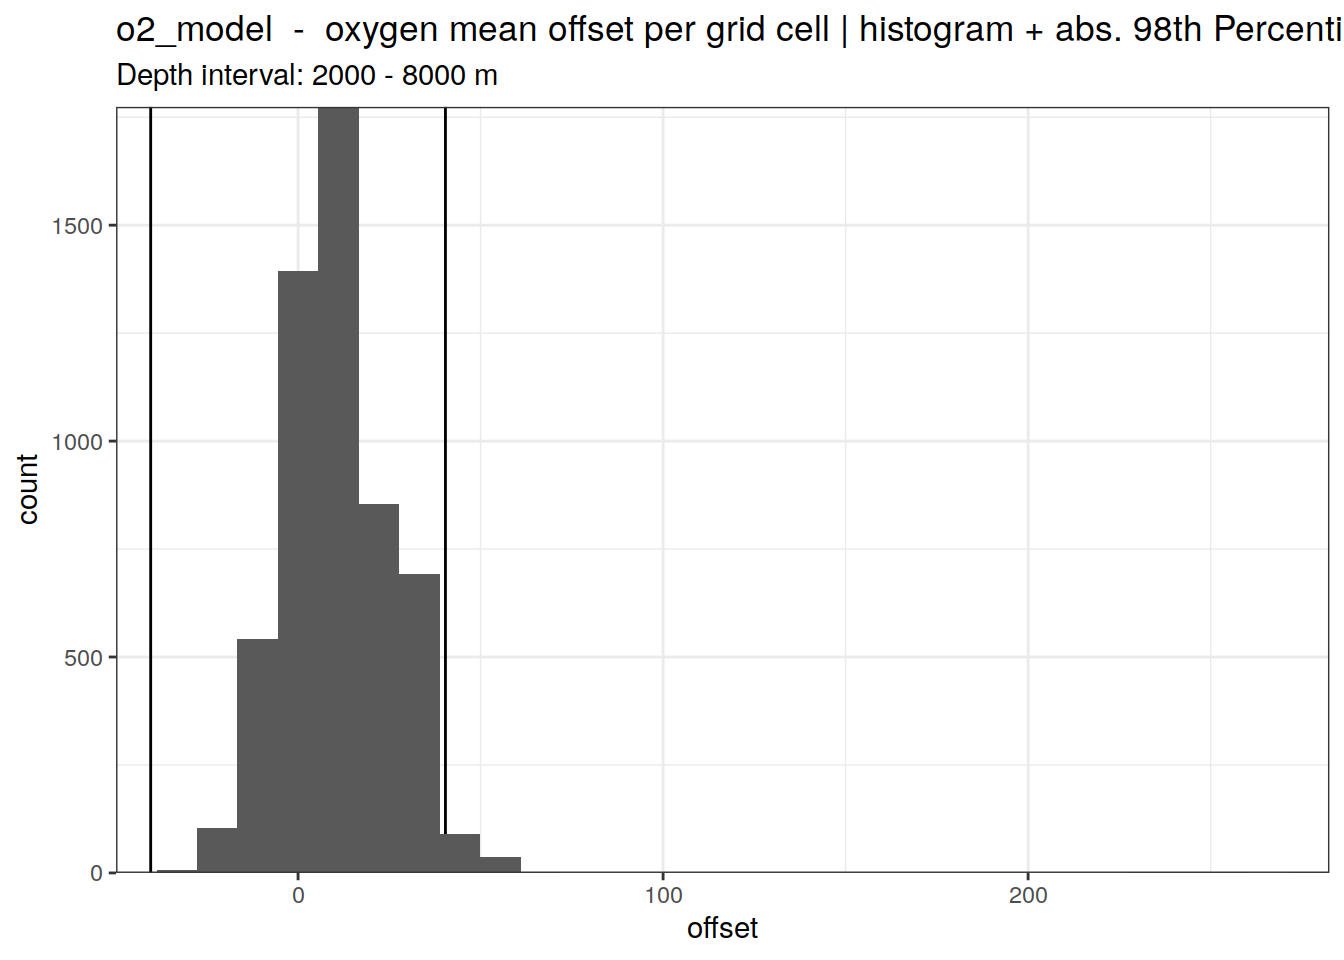 o2_model  -  oxygen mean offset per grid cell | histogram + abs. 98th Percenti
Depth interval: 2000 - 8000 m
1500
1000
500
0
count
0 100 200
offset